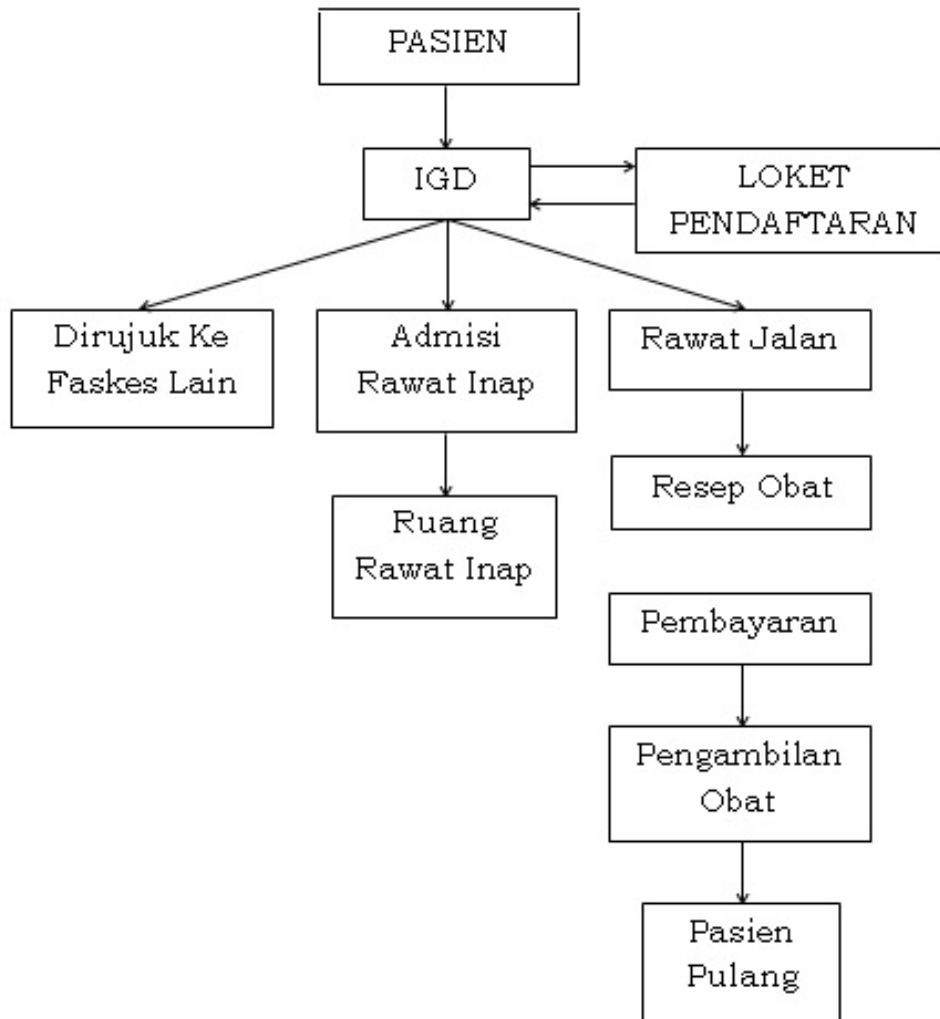 PASIEN
IGD
LOKET
PENDAFTARAN
Dirujuk Ke
Faskes Lain
Admisi
Rawat Inap
Rawat Jalan
Resep Obat
Ruang
Rawat Inap
Pembayaran
Pengambilan
Obat
Pasien
Pulang